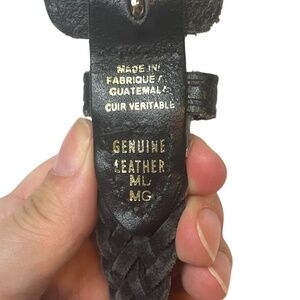 MADE IN/
FABRIQUE A
GUATEMALA
CUIR VERITABLE
GENUINE
LEATHER
ML
MG